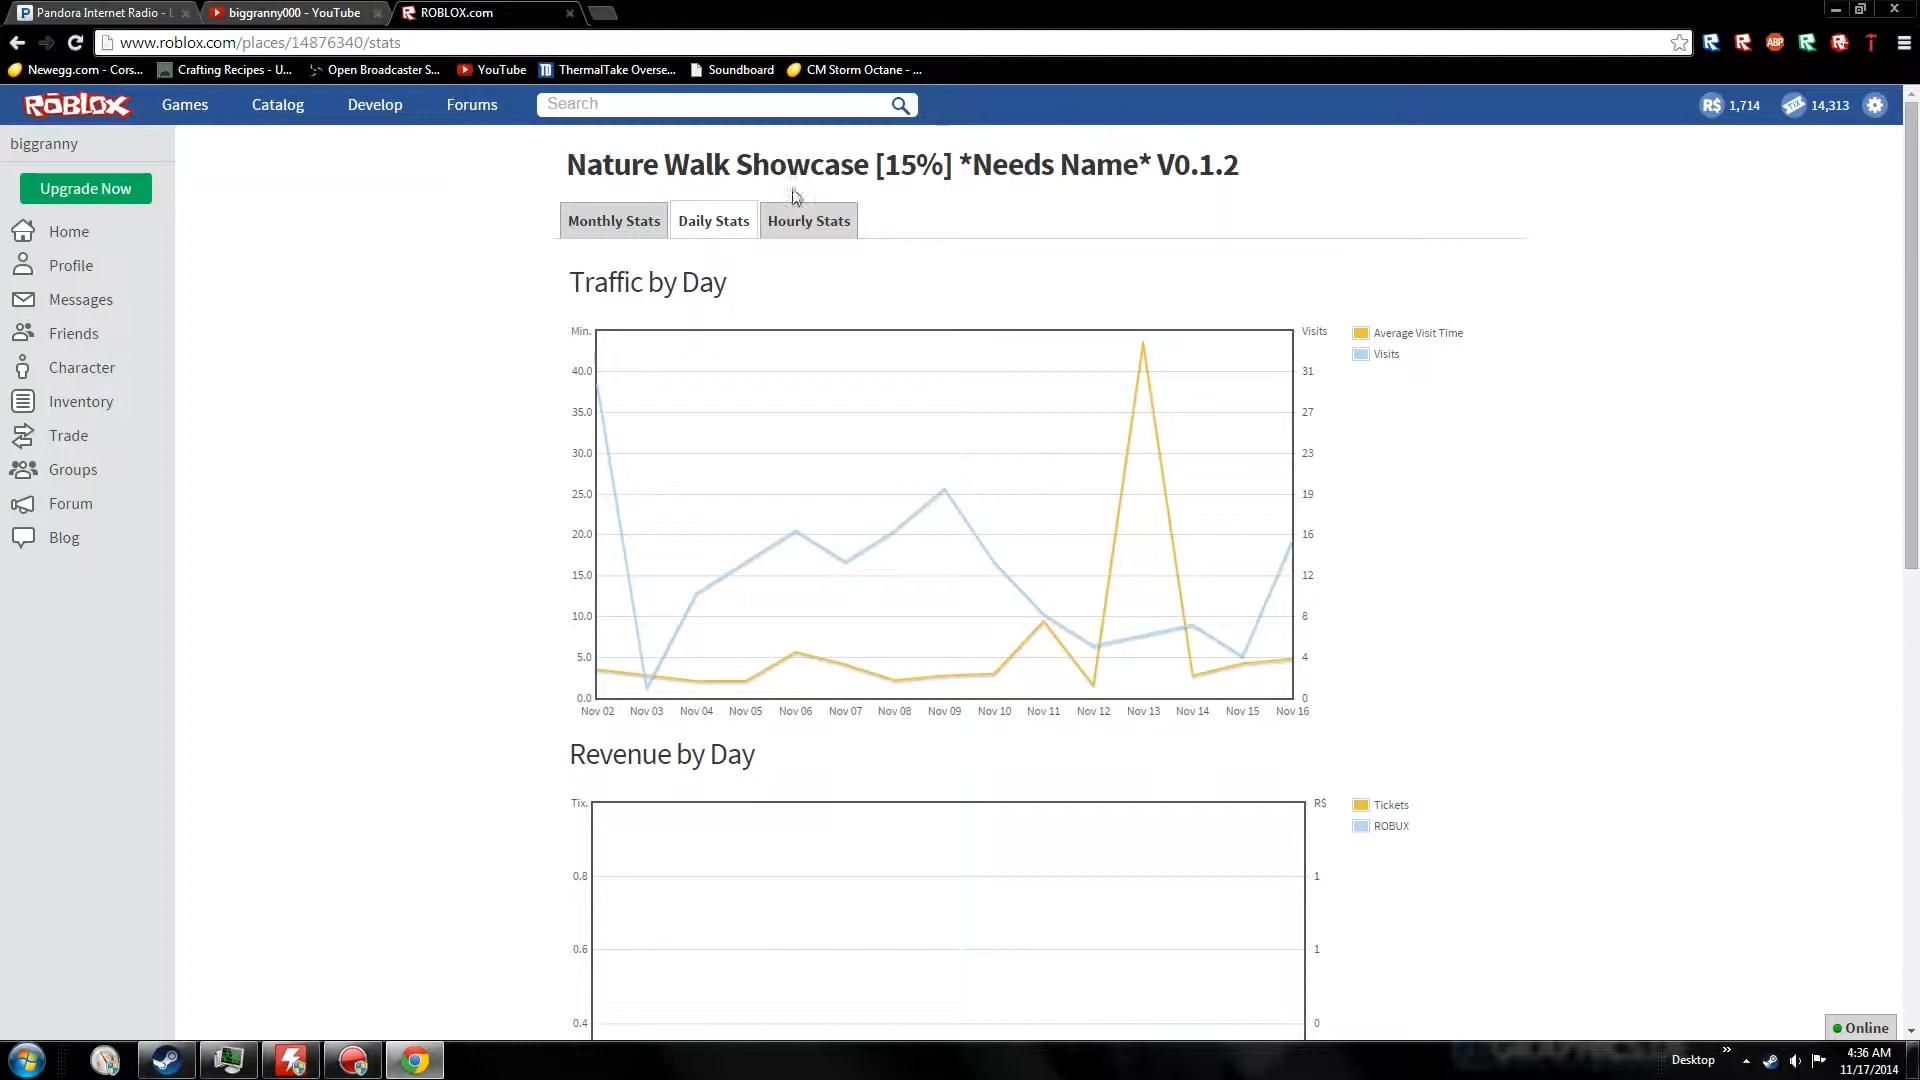 Pandora Internet Radio - L
biggranny000 - YouTube
ROBLOX.com
www.roblox.com/places/14876340/stats
Newegg.com - Cors...
Crafting Recipes - U...
Open Broadcaster S...
YouTube
ThermalTake Overse...
Soundboard
CM Storm Octane - ...
ROBLOX
Games
Catalog
Develop
Forums
Search
R$ 1,714
TIX 14,313
biggranny
Upgrade Now
Home
Profile
Messages
Friends
Character
Inventory
Trade
Groups
Forum
Blog
Nature Walk Showcase [15%] *Needs Name* V0.1.2
Monthly Stats
Daily Stats
Hourly Stats
Traffic by Day
Min.
Visits
Average Visit Time
Visits
40.0
35.0
30.0
25.0
20.0
15.0
10.0
5.0
0.0
31
27
23
19
16
12
8
4
0
Nov 02 Nov 03 Nov 04 Nov 05 Nov 06 Nov 07 Nov 08 Nov 09 Nov 10 Nov 11 Nov 12 Nov 13 Nov 14 Nov 15 Nov 16
Revenue by Day
Tix.
R$
Tickets
ROBUX
0.8
0.6
0.4
1
1
0
Online
Desktop
4:36 AM
11/17/2014